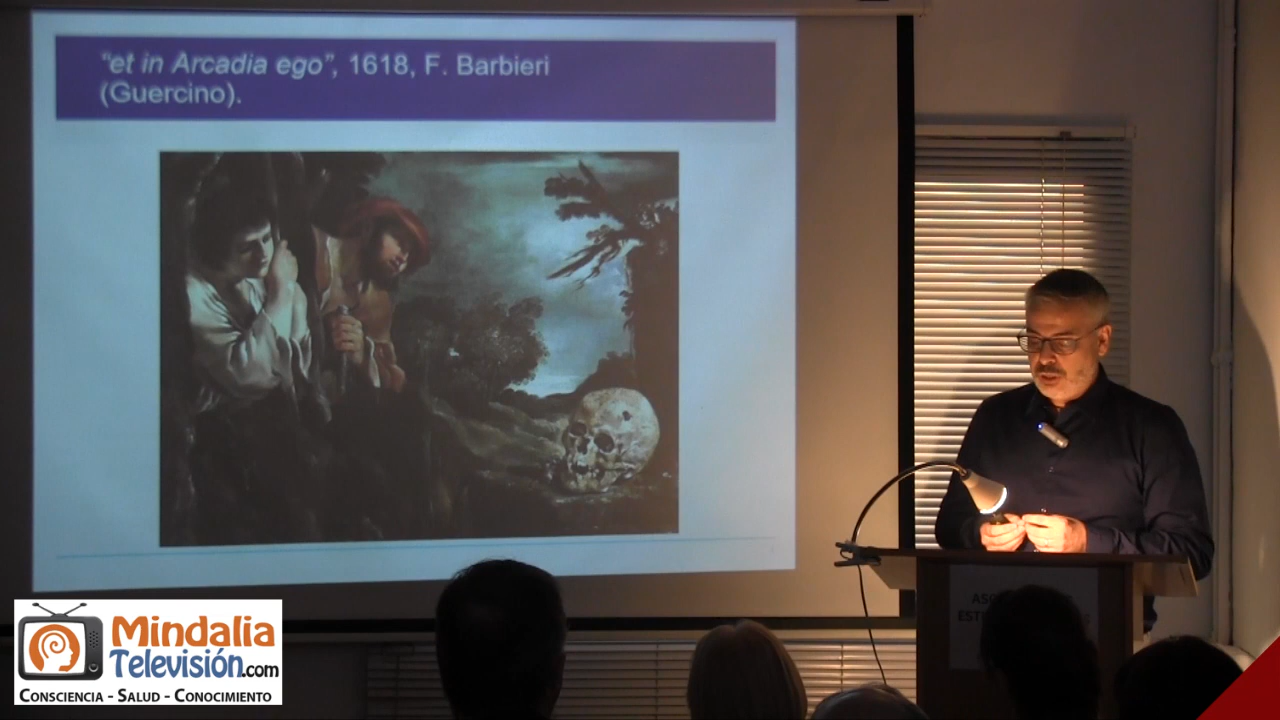 “et in Arcadia ego”, 1618, F. Barbieri
(Guercino).
Mindalia
Televisión.com
CONSCIENCIA - SALUD - CONOCIMIENTO